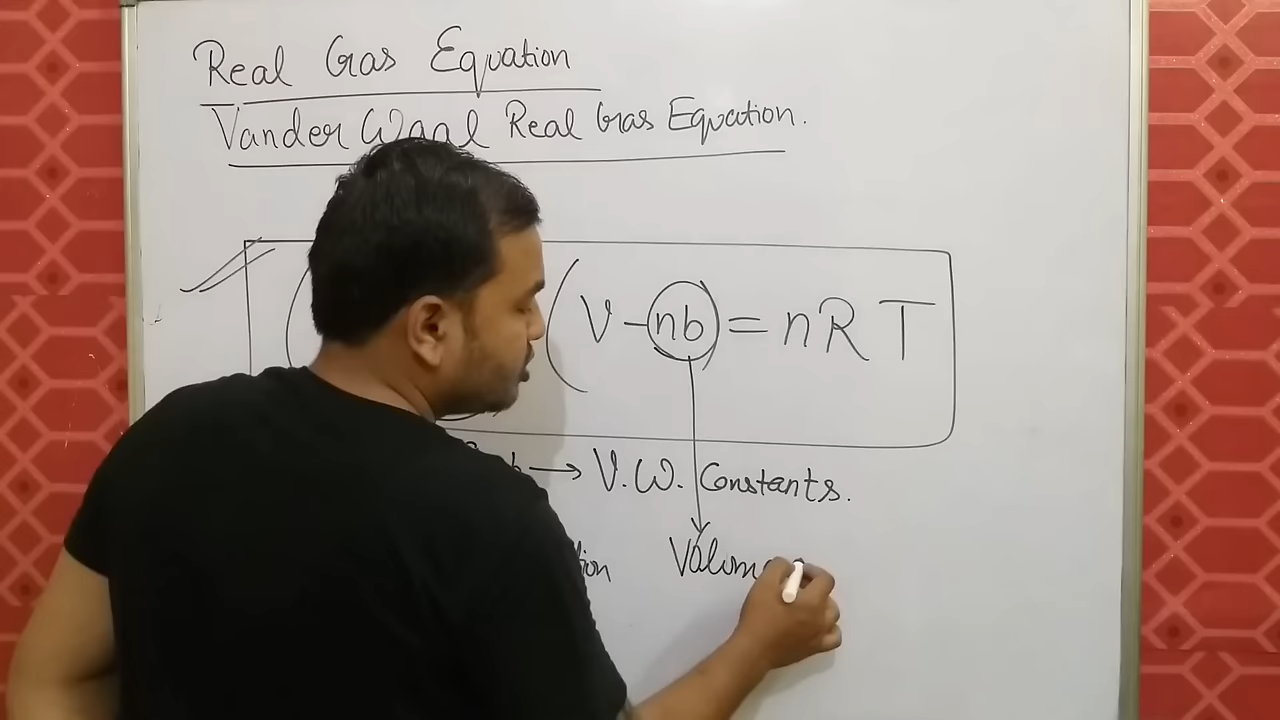 Real Gas Equation
Vander Waal Real Gas Equation.
( (V - nb) = nRT
→ V.W. Constants.
Volum